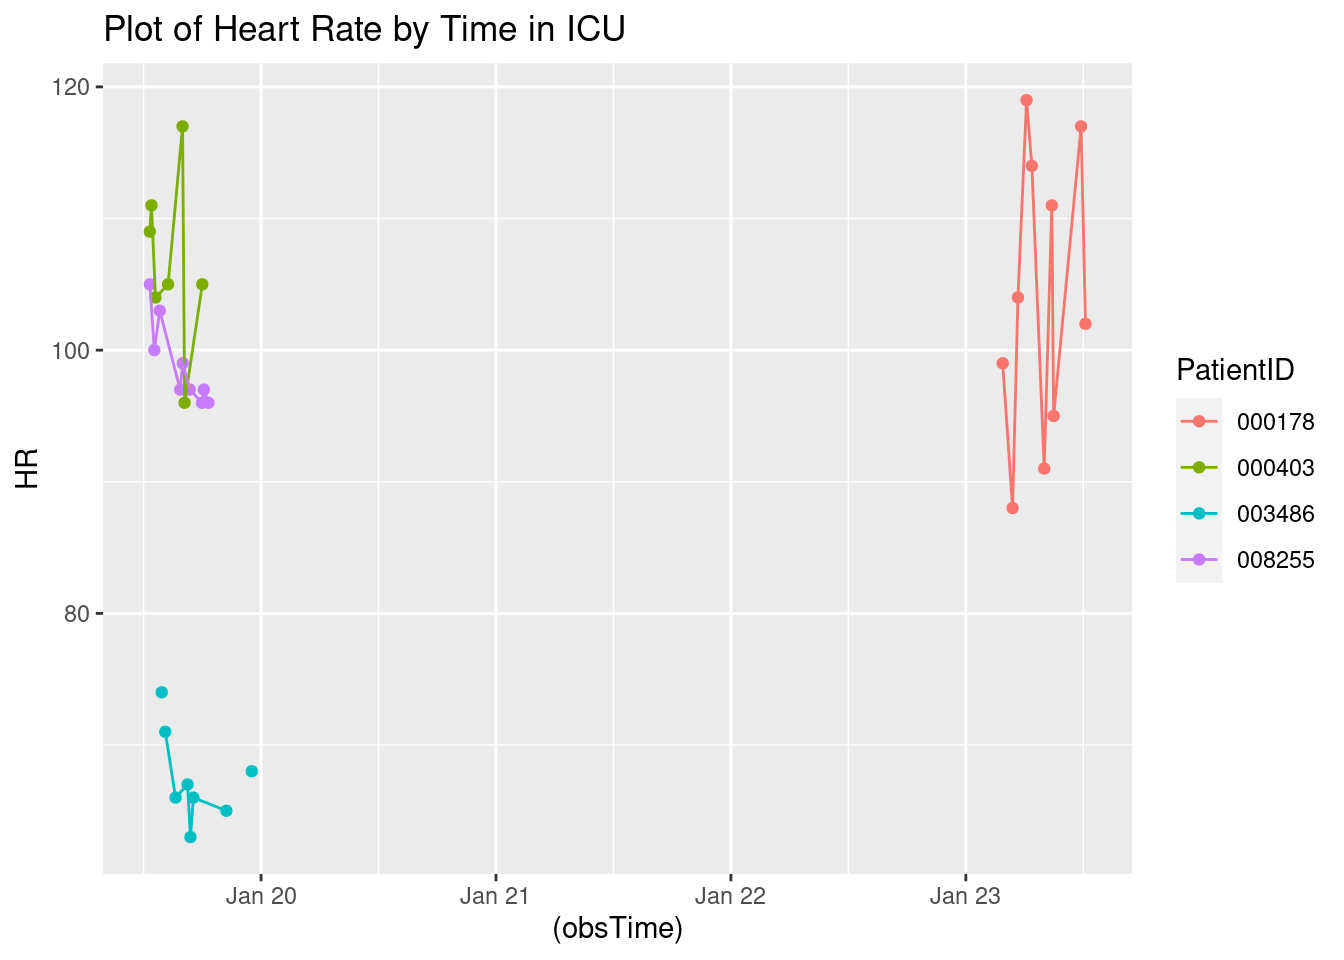 Plot of Heart Rate by Time in ICU
120
100
80
HR
Jan 20
Jan 21
Jan 22
Jan 23
(obsTime)
PatientID
000178
000403
003486
008255